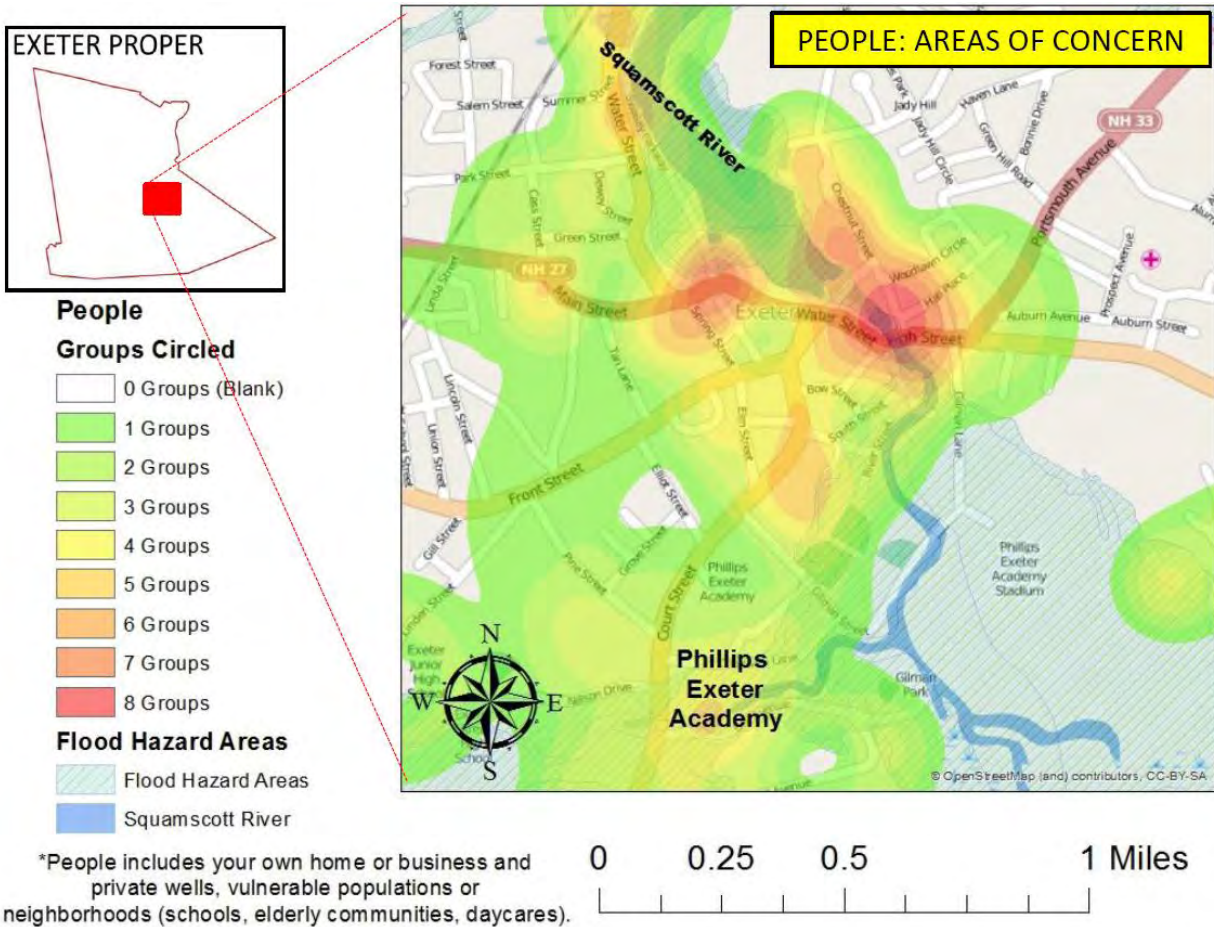 EXETER PROPER
PEOPLE: AREAS OF CONCERN
People
Groups Circled
0 Groups (Blank)
1 Groups
2 Groups
3 Groups
4 Groups
5 Groups
6 Groups
7 Groups
8 Groups
Flood Hazard Areas
Flood Hazard Areas
Squamscott River
*People includes your own home or business and
private wells, vulnerable populations or
neighborhoods (schools, elderly communities, daycares).
Forest Street
Salem Street
Summer Street
Water Street
Squamscott River
Park Street
Cass Street
Dewey Street
Green Street
Linda Street
NH 27
Main Street
Spring Street
Exeter
Water Street
High Street
Chestnut Street
Woodlawn Circle
Hall Place
Jady Hill
Jady Hill Circle
Haven Lane
Bonnie Drive
Green Hill Road
NH 33
Portsmouth Avenue
Prospect Avenue
Auburn Avenue
Auburn Street
Tan Lane
Lincoln Street
Union Street
Front Street
Elm Street
Bow Street
South Street
River Street
Gilman Lane
Elliot Street
Grove Street
Pine Street
Gill Street
Linden Street
Court Street
Gilman Street
Phillips
Exeter
Academy
Phillips
Exeter
Academy
Stadium
Exeter
Junior
High
School
Nelson Drive
Lane
Phillips
Exeter
Academy
Gilman
Park
N
W
E
S
© OpenStreetMap (and) contributors, CC-BY-SA
0 0.25 0.5 1 Miles